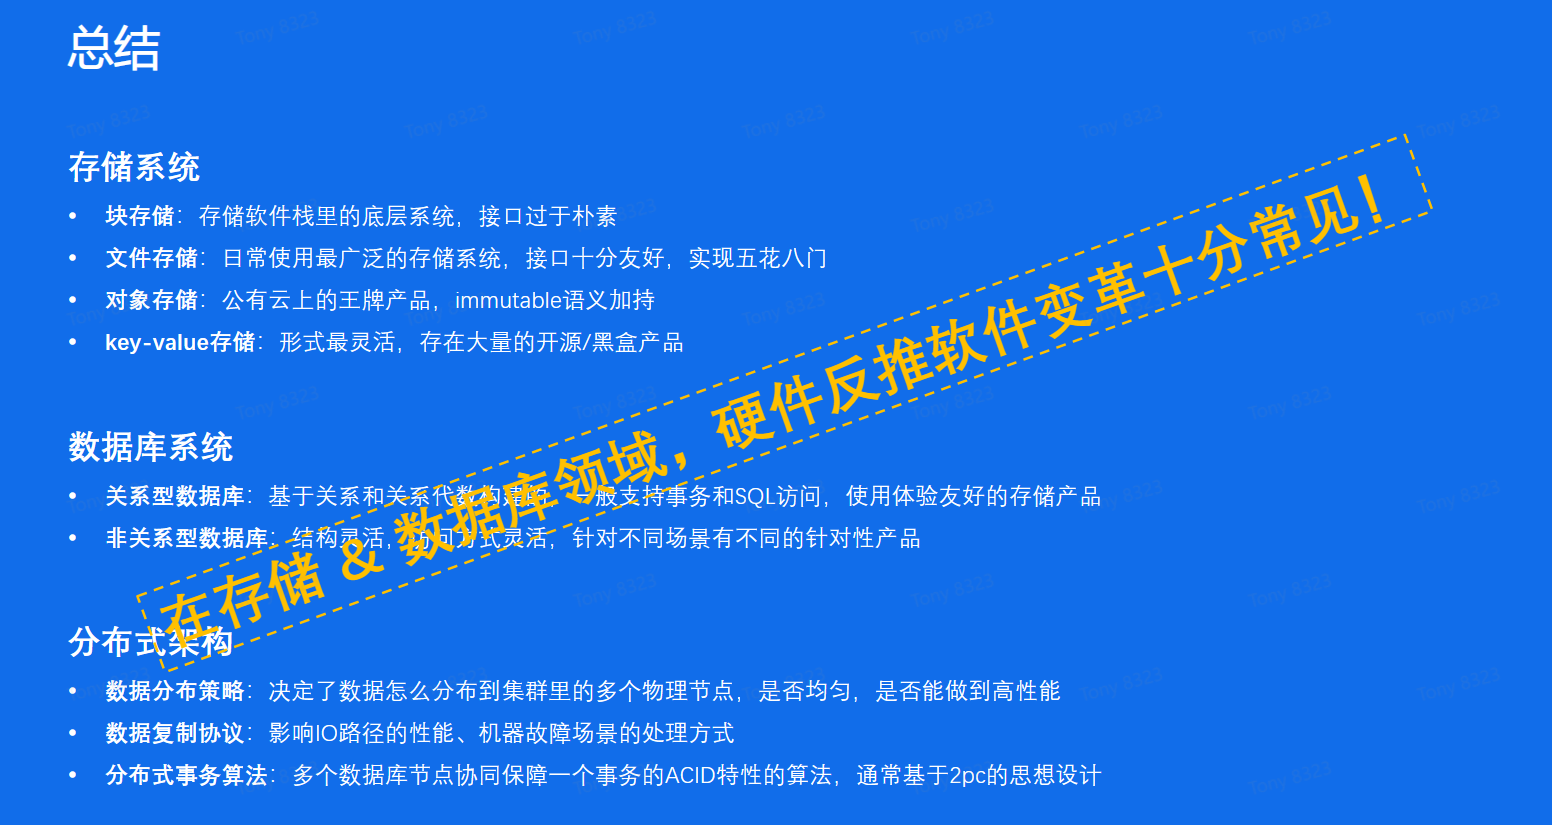 总结
存储系统
• 块存储：存储软件栈里的底层系统，接口过于朴素
• 文件存储：日常使用最广泛的存储系统，接口十分友好，实现五花八门
• 对象存储：公有云上的王牌产品，immutable语义加持
• key-value存储：形式最灵活，存在大量的开源/黑盒产品
数据库系统
• 关系型数据库：基于关系和关系代数构建的，一般支持事务和SQL访问，使用体验友好的存储产品
• 非关系型数据库：结构灵活，访问方式灵活，针对不同场景有不同的针对性产品
分布式架构
• 数据分布策略：决定了数据怎么分布到集群里的多个物理节点，是否均匀，是否能做到高性能
• 数据复制协议：影响IO路径的性能、机器故障场景的处理方式
• 分布式事务算法：多个数据库节点协同保障一个事务的ACID特性的算法，通常基于2pc的思想设计
在存储 & 数据库领域，硬件反推软件变革十分常见！
Tony 8323